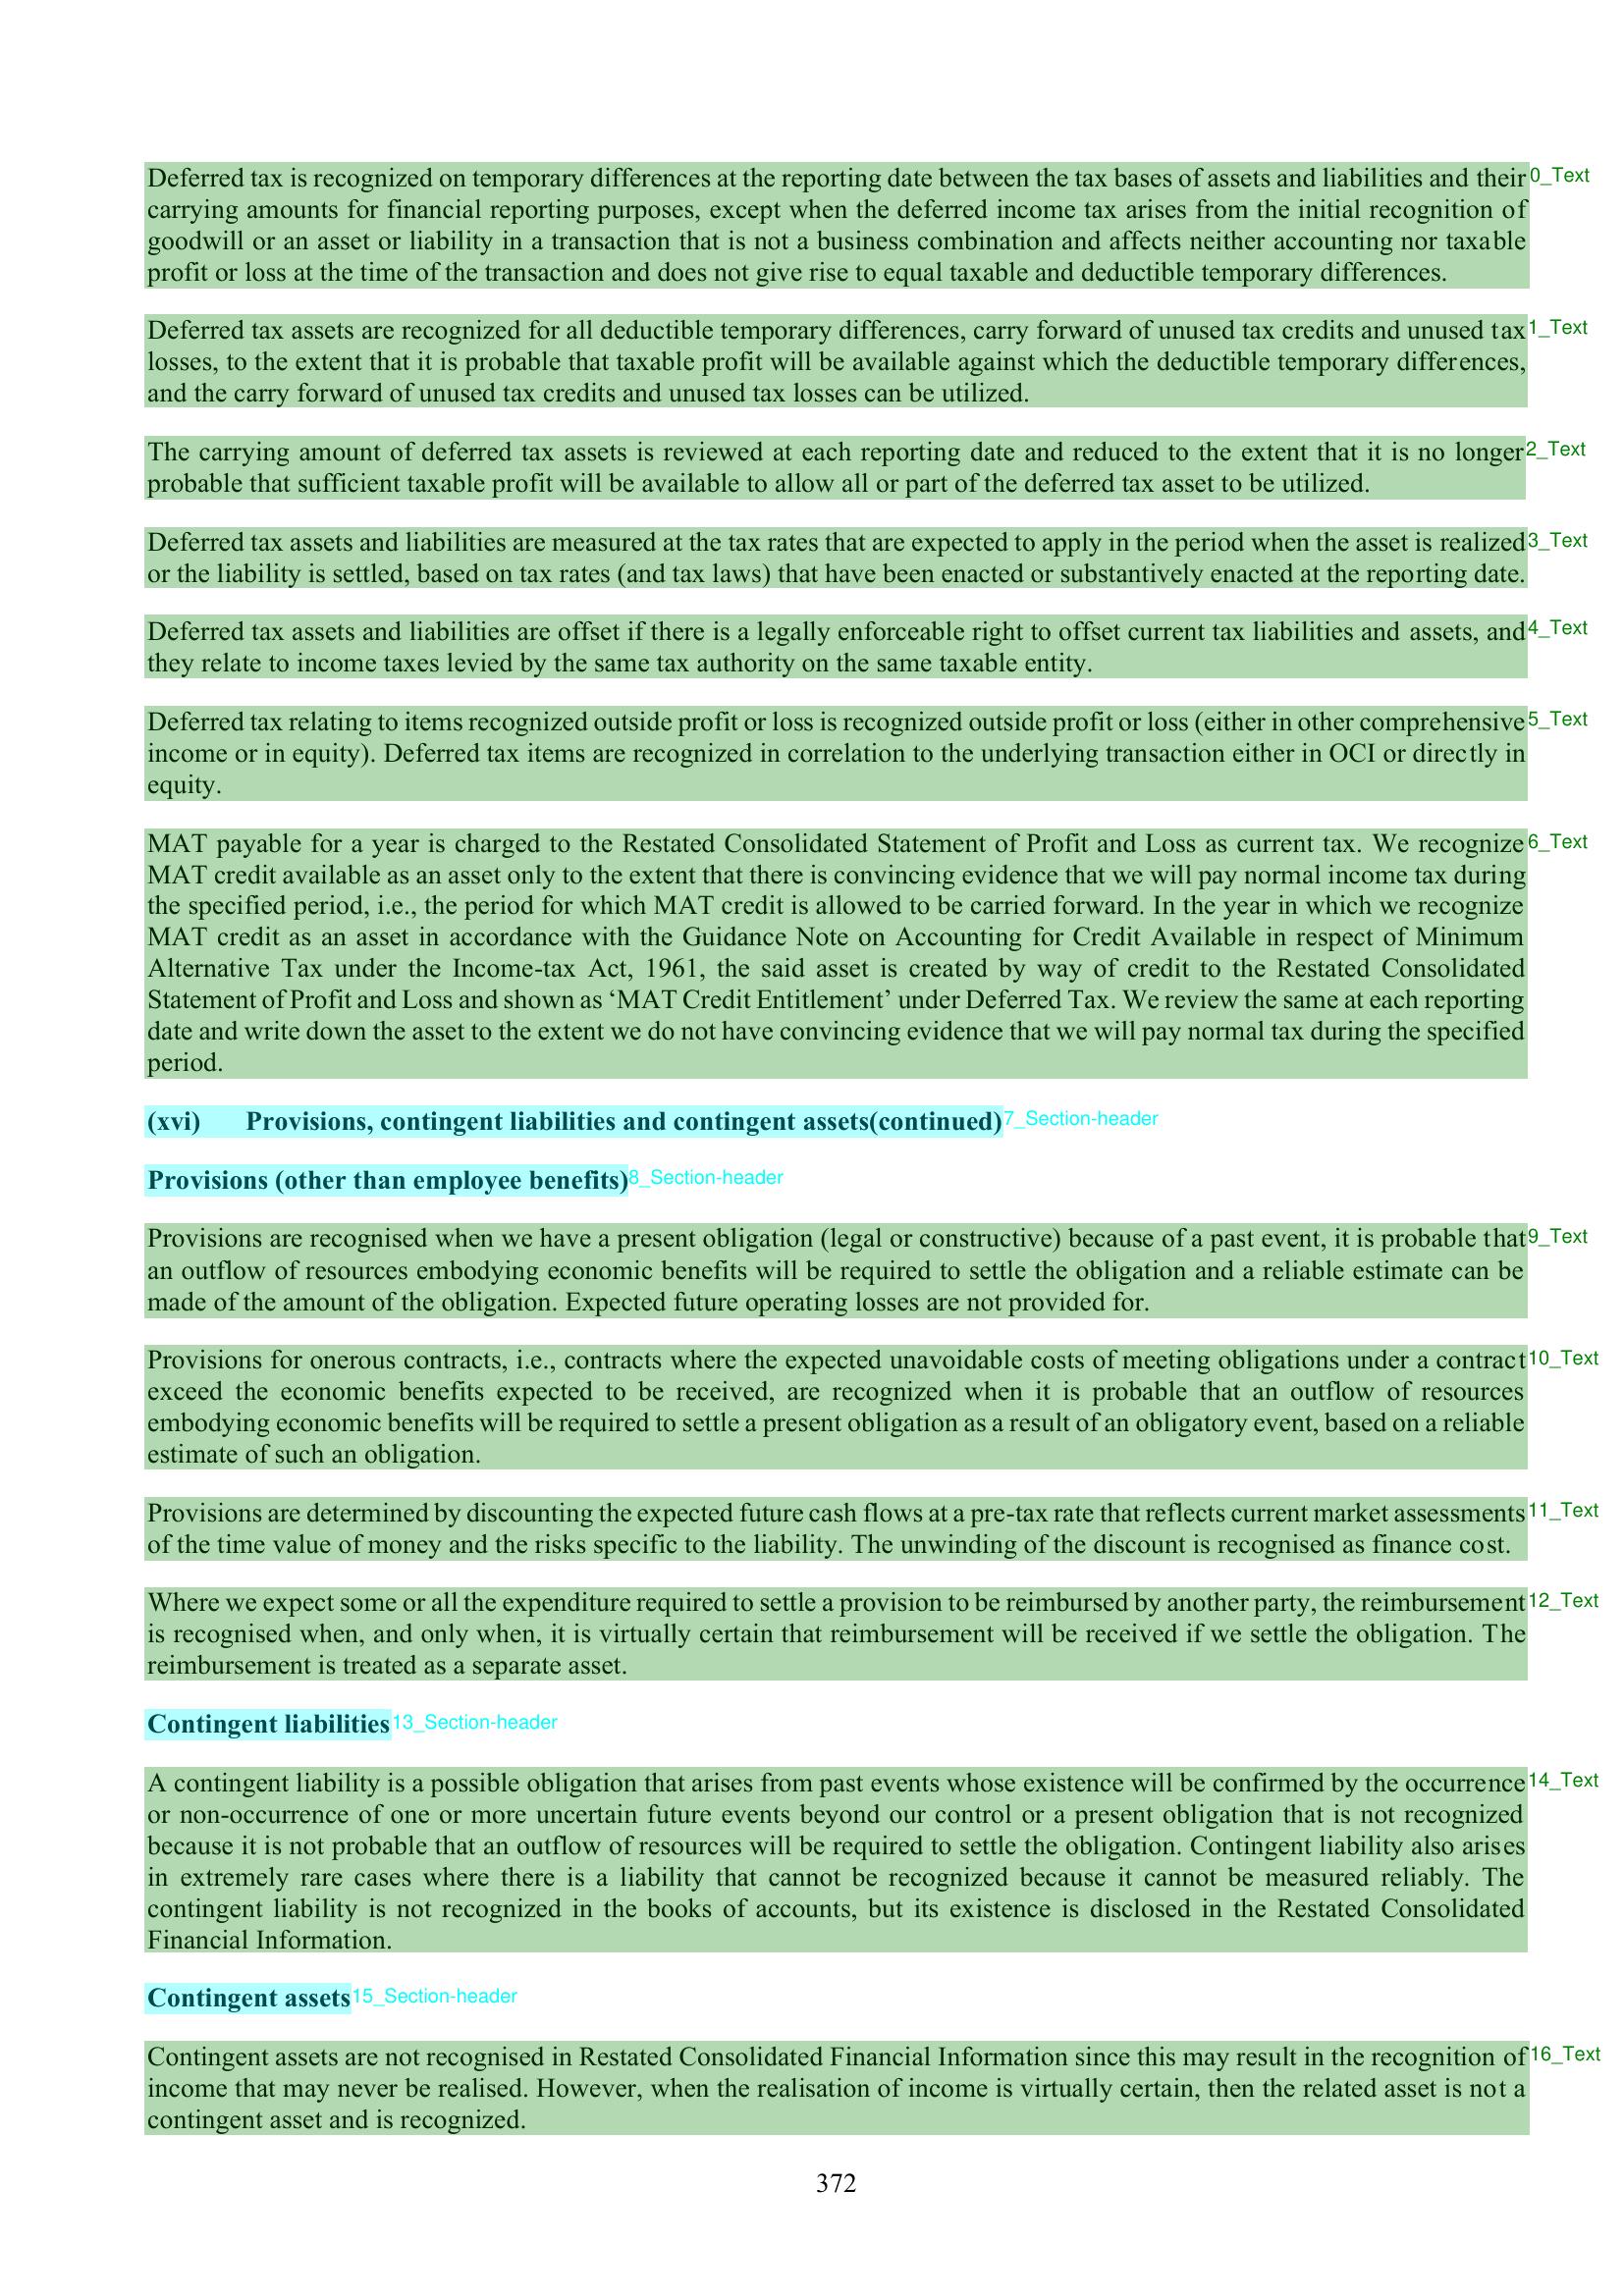 Deferred tax is recognized on temporary differences at the reporting date between the tax bases of assets and liabilities and their 0_Text
carrying amounts for financial reporting purposes, except when the deferred income tax arises from the initial recognition of
goodwill or an asset or liability in a transaction that is not a business combination and affects neither accounting nor taxable
profit or loss at the time of the transaction and does not give rise to equal taxable and deductible temporary differences.
Deferred tax assets are recognized for all deductible temporary differences, carry forward of unused tax credits and unused tax 1_Text
losses, to the extent that it is probable that taxable profit will be available against which the deductible temporary differences,
and the carry forward of unused tax credits and unused tax losses can be utilized.
The carrying amount of deferred tax assets is reviewed at each reporting date and reduced to the extent that it is no longer 2_Text
probable that sufficient taxable profit will be available to allow all or part of the deferred tax asset to be utilized.
Deferred tax assets and liabilities are measured at the tax rates that are expected to apply in the period when the asset is realized 3_Text
or the liability is settled, based on tax rates (and tax laws) that have been enacted or substantively enacted at the reporting date.
Deferred tax assets and liabilities are offset if there is a legally enforceable right to offset current tax liabilities and assets, and 4_Text
they relate to income taxes levied by the same tax authority on the same taxable entity.
Deferred tax relating to items recognized outside profit or loss is recognized outside profit or loss (either in other comprehensive 5_Text
income or in equity). Deferred tax items are recognized in correlation to the underlying transaction either in OCI or directly in
equity.
MAT payable for a year is charged to the Restated Consolidated Statement of Profit and Loss as current tax. We recognize 6_Text
MAT credit available as an asset only to the extent that there is convincing evidence that we will pay normal income tax during
the specified period, i.e., the period for which MAT credit is allowed to be carried forward. In the year in which we recognize
MAT credit as an asset in accordance with the Guidance Note on Accounting for Credit Available in respect of Minimum
Alternative Tax under the Income-tax Act, 1961, the said asset is created by way of credit to the Restated Consolidated
Statement of Profit and Loss and shown as ‘MAT Credit Entitlement’ under Deferred Tax. We review the same at each reporting
date and write down the asset to the extent we do not have convincing evidence that we will pay normal tax during the specified
period.
(xvi) Provisions, contingent liabilities and contingent assets(continued) 7_Section-header
Provisions (other than employee benefits) 8_Section-header
Provisions are recognised when we have a present obligation (legal or constructive) because of a past event, it is probable that 9_Text
an outflow of resources embodying economic benefits will be required to settle the obligation and a reliable estimate can be
made of the amount of the obligation. Expected future operating losses are not provided for.
Provisions for onerous contracts, i.e., contracts where the expected unavoidable costs of meeting obligations under a contract 10_Text
exceed the economic benefits expected to be received, are recognized when it is probable that an outflow of resources
embodying economic benefits will be required to settle a present obligation as a result of an obligatory event, based on a reliable
estimate of such an obligation.
Provisions are determined by discounting the expected future cash flows at a pre-tax rate that reflects current market assessments 11_Text
of the time value of money and the risks specific to the liability. The unwinding of the discount is recognised as finance cost.
Where we expect some or all the expenditure required to settle a provision to be reimbursed by another party, the reimbursement 12_Text
is recognised when, and only when, it is virtually certain that reimbursement will be received if we settle the obligation. The
reimbursement is treated as a separate asset.
Contingent liabilities 13_Section-header
A contingent liability is a possible obligation that arises from past events whose existence will be confirmed by the occurrence 14_Text
or non-occurrence of one or more uncertain future events beyond our control or a present obligation that is not recognized
because it is not probable that an outflow of resources will be required to settle the obligation. Contingent liability also arises
in extremely rare cases where there is a liability that cannot be recognized because it cannot be measured reliably. The
contingent liability is not recognized in the books of accounts, but its existence is disclosed in the Restated Consolidated
Financial Information.
Contingent assets 15_Section-header
Contingent assets are not recognised in Restated Consolidated Financial Information since this may result in the recognition of 16_Text
income that may never be realised. However, when the realisation of income is virtually certain, then the related asset is not a
contingent asset and is recognized.
372